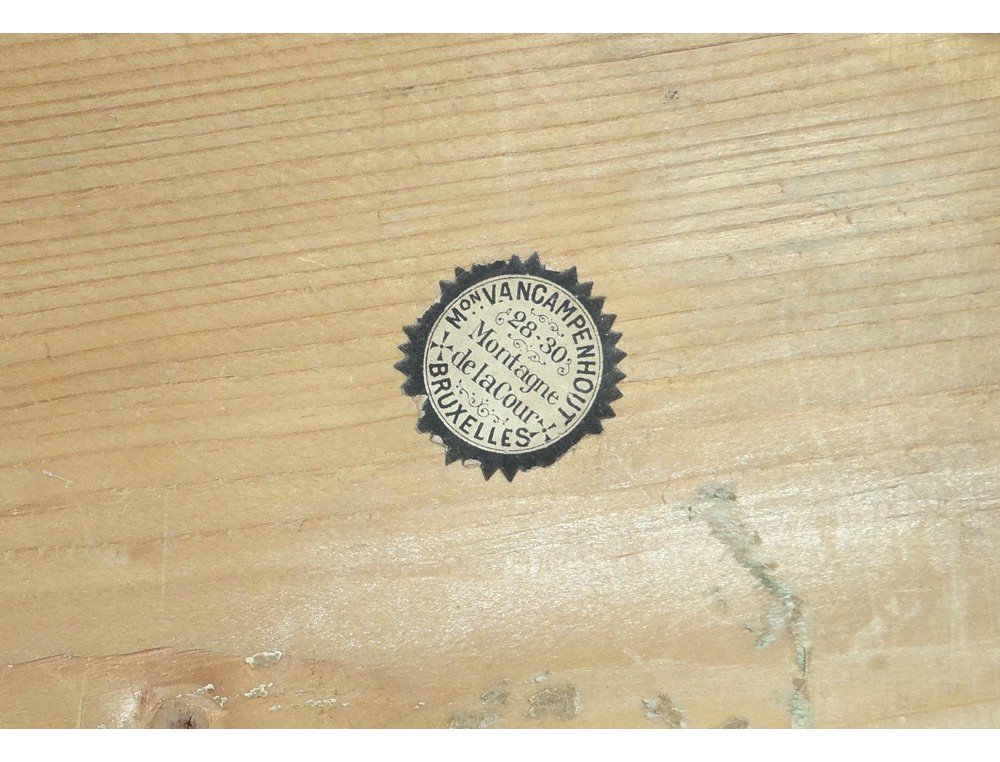 Mon VANCAMPENHOUT
28-30
Montagne
de la Cour
BRUXELLES